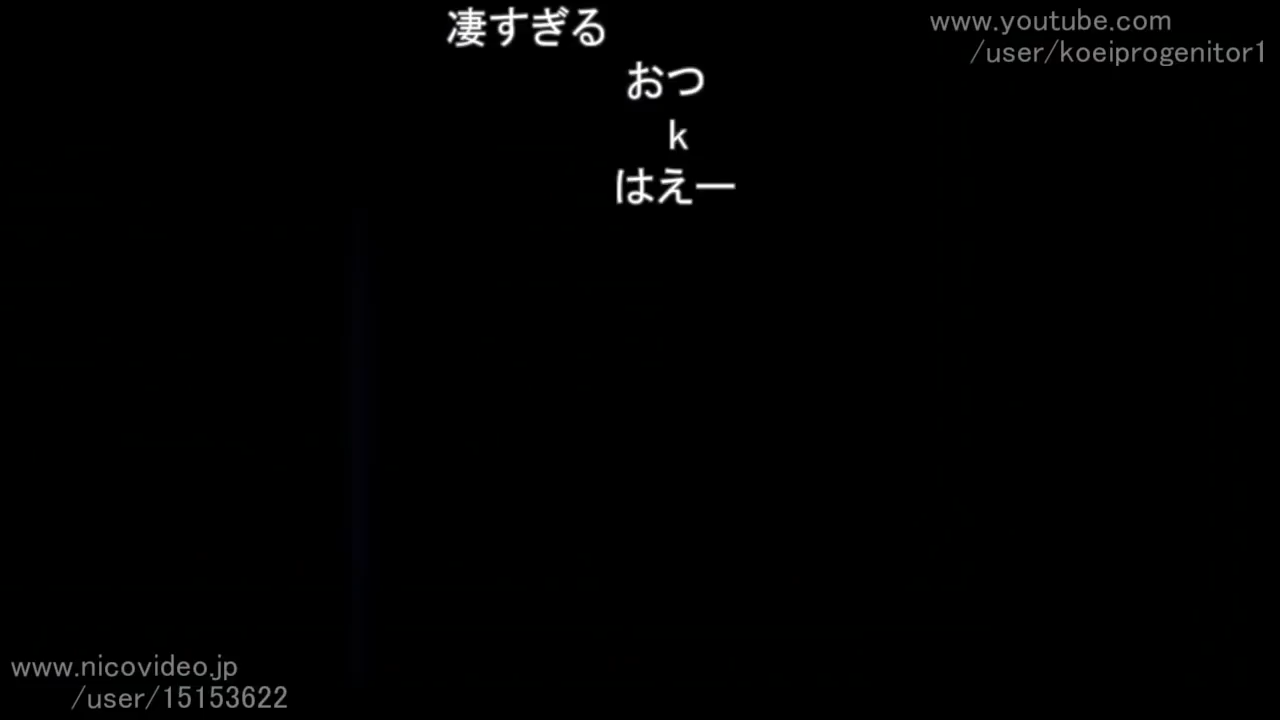 凄すぎる
www.youtube.com
/user/koeiprogenitor1
おつ
k
はえー
www.nicovideo.jp
/user/15153622